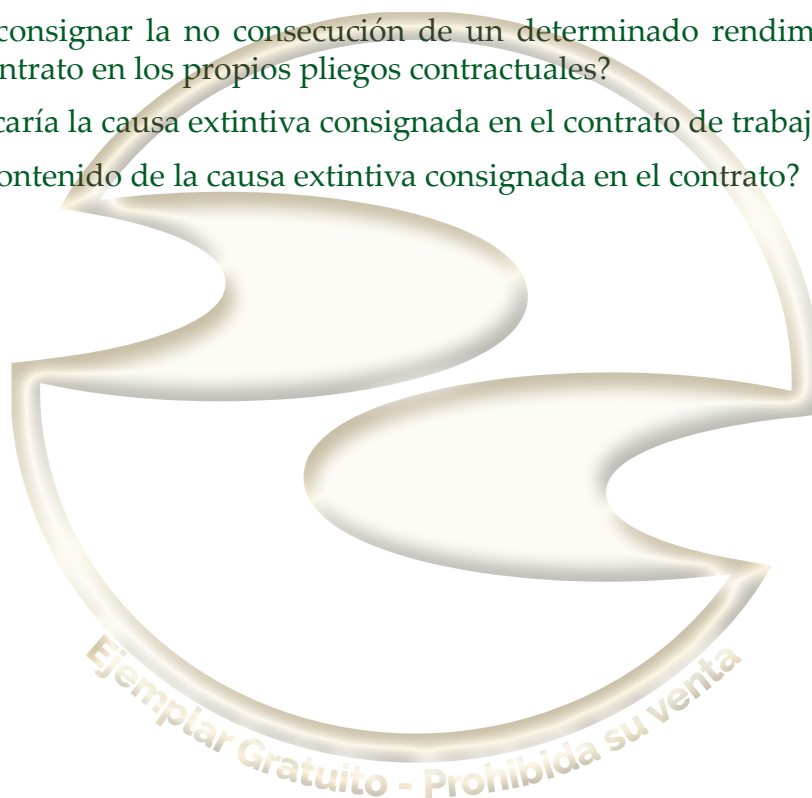 consignar la no consecución de un determinado rendim
ntrato en los propios pliegos contractuales?
caría la causa extintiva consignada en el contrato de trabaj
ontenido de la causa extintiva consignada en el contrato?
Ejemplar Gratuito - Prohibida su venta